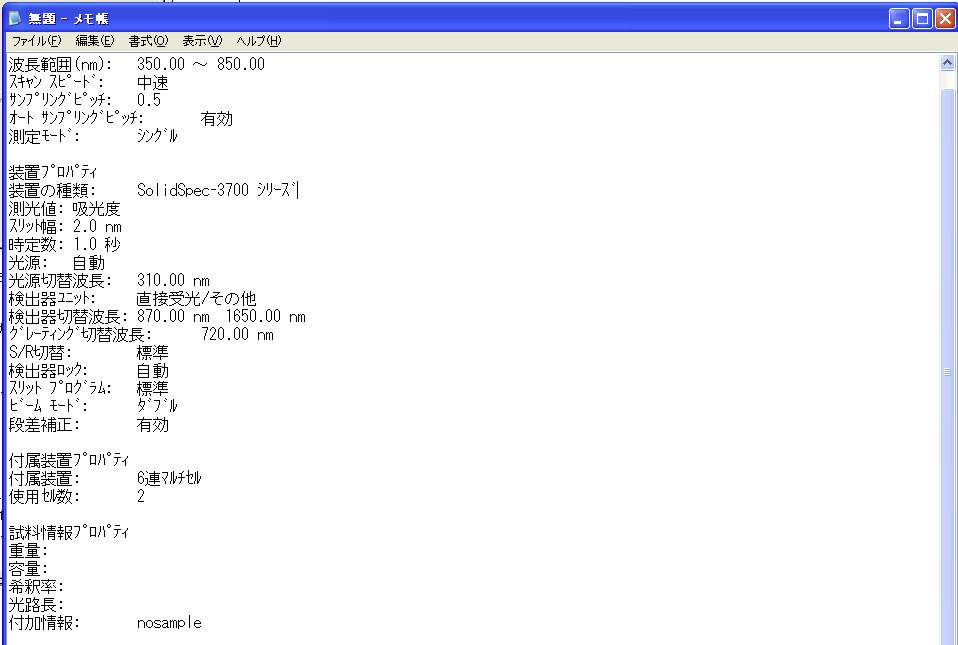 無題 - メモ帳
ファイル(F) 編集(E) 書式(O) 表示(V) ヘルプ(H)
波長範囲(nm): 350.00 ～ 850.00
ｽｷｬﾝ ｽﾋﾟｰﾄﾞ: 中速
ｻﾝﾌﾟﾘﾝｸﾞﾋﾟｯﾁ: 0.5
ｵｰﾄ ｻﾝﾌﾟﾘﾝｸﾞﾋﾟｯﾁ: 有効
測定ﾓｰﾄﾞ: ｼﾝｸﾞﾙ
装置ﾌﾟﾛﾊﾟﾃｨ
装置の種類: SolidSpec-3700 ｼﾘｰｽﾞ
測光値: 吸光度
ｽﾘｯﾄ幅: 2.0 nm
時定数: 1.0 秒
光源: 自動
光源切替波長: 310.00 nm
検出器ﾕﾆｯﾄ: 直接受光/その他
検出器切替波長: 870.00 nm 1650.00 nm
ｸﾞﾚｰﾃｨﾝｸﾞ切替波長: 720.00 nm
S/R切替: 標準
検出器ﾛｯｸ: 自動
ｽﾘｯﾄ ﾌﾟﾛｸﾞﾗﾑ: 標準
ﾋﾞｰﾑ ﾓｰﾄﾞ: ﾀﾞﾌﾞﾙ
段差補正: 有効
付属装置ﾌﾟﾛﾊﾟﾃｨ
付属装置: 6連ﾏﾙﾁｾﾙ
使用ｾﾙ数: 2
試料情報ﾌﾟﾛﾊﾟﾃｨ
重量:
容量:
希釈率:
光路長:
付加情報: nosample